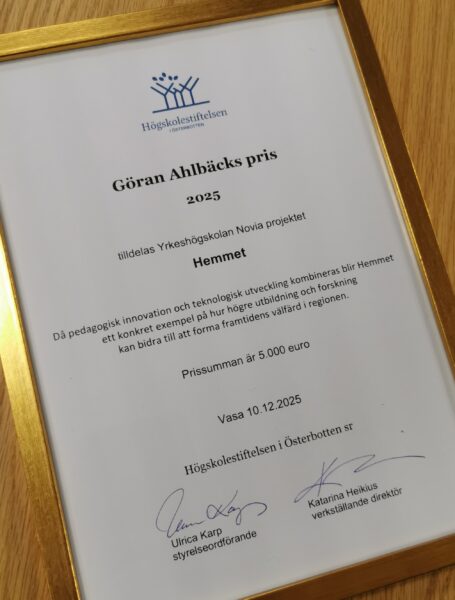 Högskolestiftelsen
I ÖSTERBOTTEN
Göran Ahlbäcks pris
2025
tilldelas Yrkeshögskolan Novia projektet
Hemmet
Då pedagogisk innovation och teknologisk utveckling kombineras blir Hemmet
ett konkret exempel på hur högre utbildning och forskning
kan bidra till att forma framtidens välfärd i regionen.
Prissumman är 5.000 euro
Vasa 10.12.2025
Högskolestiftelsen i Österbotten sr
Ulrica Karp
styrelseordförande
Katarina Heikius
verkställande direktör